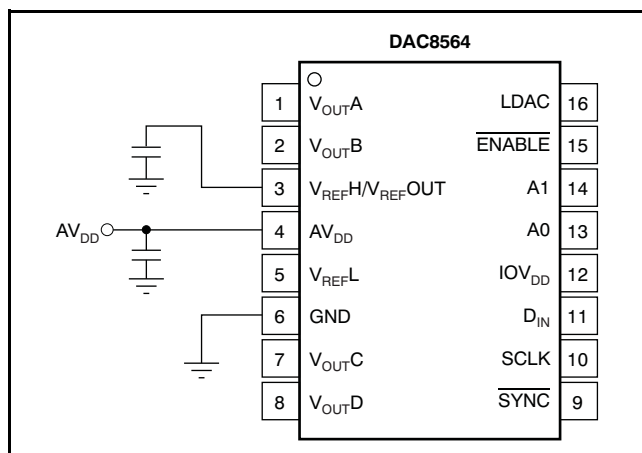 DAC8564
1 VOUTA LDAC 16
2 VOUTB ENABLE 15
3 VREFH/VREFOUT A1 14
AVDD 4 AVDD A0 13
5 VREFL IOVDD 12
6 GND DIN 11
7 VOUTC SCLK 10
8 VOUTD SYNC 9